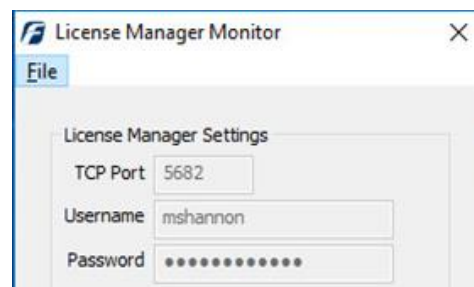 License Manager Monitor
File
License Manager Settings
TCP Port 5682
Username mshannon
Password ●●●●●●●●●●●●